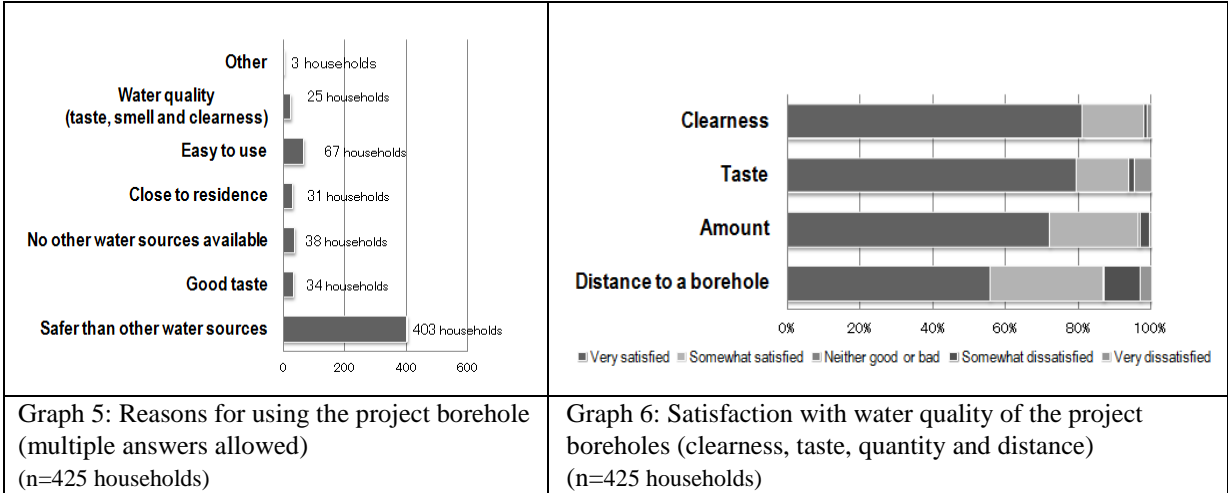 Other
3 households
Water quality
(taste, smell and clearness)
25 households
Easy to use
67 households
Close to residence
31 households
No other water sources available
38 households
Good taste
34 households
Safer than other water sources
403 households
0 200 400 600
Graph 5: Reasons for using the project borehole
(multiple answers allowed)
(n=425 households)
Clearness
Taste
Amount
Distance to a borehole
0% 20% 40% 60% 80% 100%
Very satisfied Somewhat satisfied Neither good or bad Somewhat dissatisfied Very dissatisfied
Graph 6: Satisfaction with water quality of the project
boreholes (clearness, taste, quantity and distance)
(n=425 households)